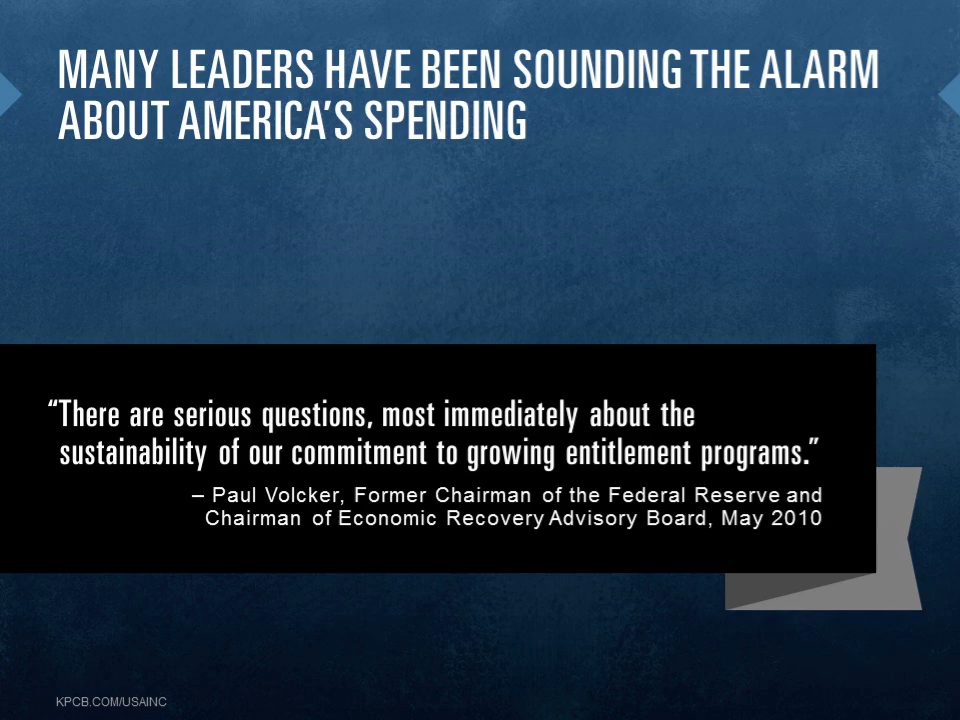 MANY LEADERS HAVE BEEN SOUNDING THE ALARM
ABOUT AMERICA’S SPENDING
“There are serious questions, most immediately about the
sustainability of our commitment to growing entitlement programs.”
– Paul Volcker, Former Chairman of the Federal Reserve and
Chairman of Economic Recovery Advisory Board, May 2010
KPCB.COM/USAINC